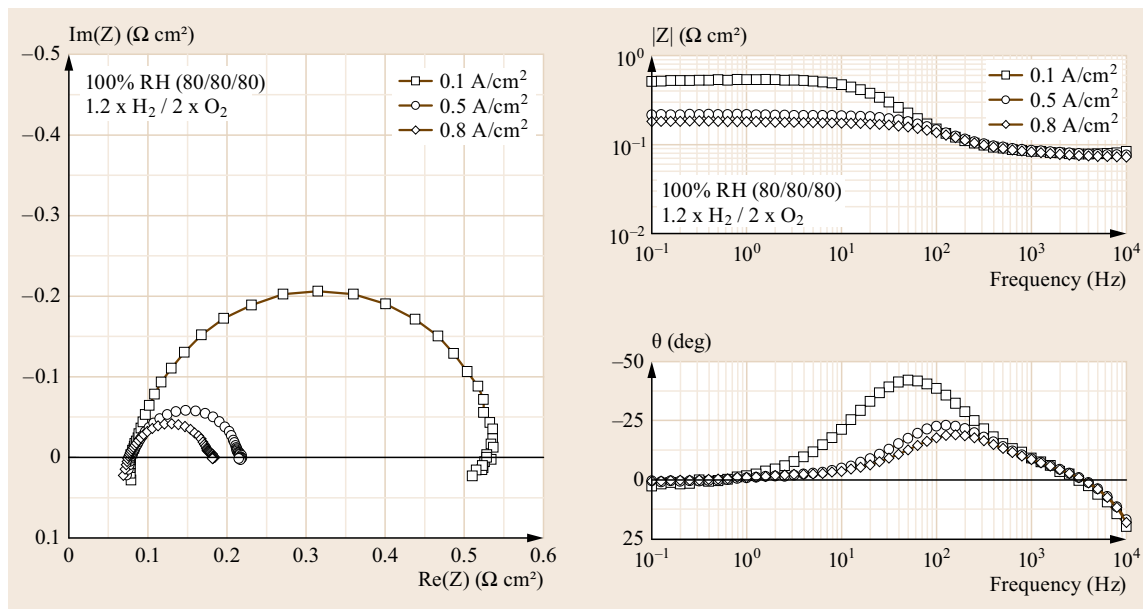 Im(Z) (Ω cm²)
–0.5
–0.4
–0.3
–0.2
–0.1
0
0.1
100% RH (80/80/80)
1.2 x H₂ / 2 x O₂
0.1 A/cm²
0.5 A/cm²
0.8 A/cm²
0 0.1 0.2 0.3 0.4 0.5 0.6
Re(Z) (Ω cm²)
|Z| (Ω cm²)
10⁰
10⁻¹
10⁻²
0.1 A/cm²
0.5 A/cm²
0.8 A/cm²
100% RH (80/80/80)
1.2 x H₂ / 2 x O₂
10⁻¹ 10⁰ 10¹ 10² 10³ 10⁴
Frequency (Hz)
θ (deg)
–50
–25
0
25
10⁻¹ 10⁰ 10¹ 10² 10³ 10⁴
Frequency (Hz)